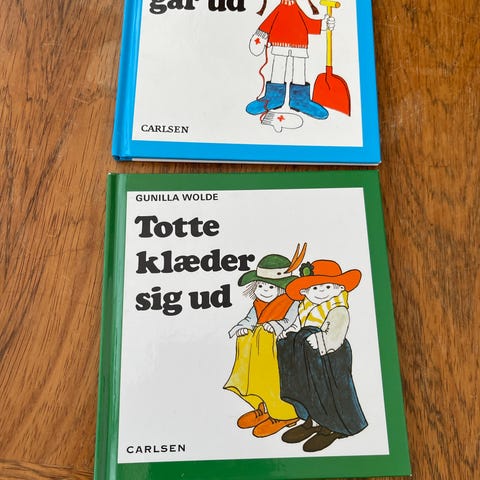 går ud
CARLSEN
GUNILLA WOLDE
Totte
klæder
sig ud
CARLSEN